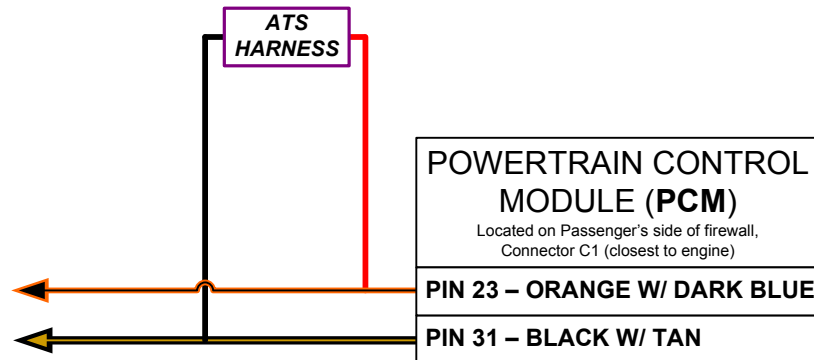 ATS
HARNESS
POWERTRAIN CONTROL
MODULE (PCM)
Located on Passenger's side of firewall,
Connector C1 (closest to engine)
PIN 23 – ORANGE W/ DARK BLUE
PIN 31 – BLACK W/ TAN